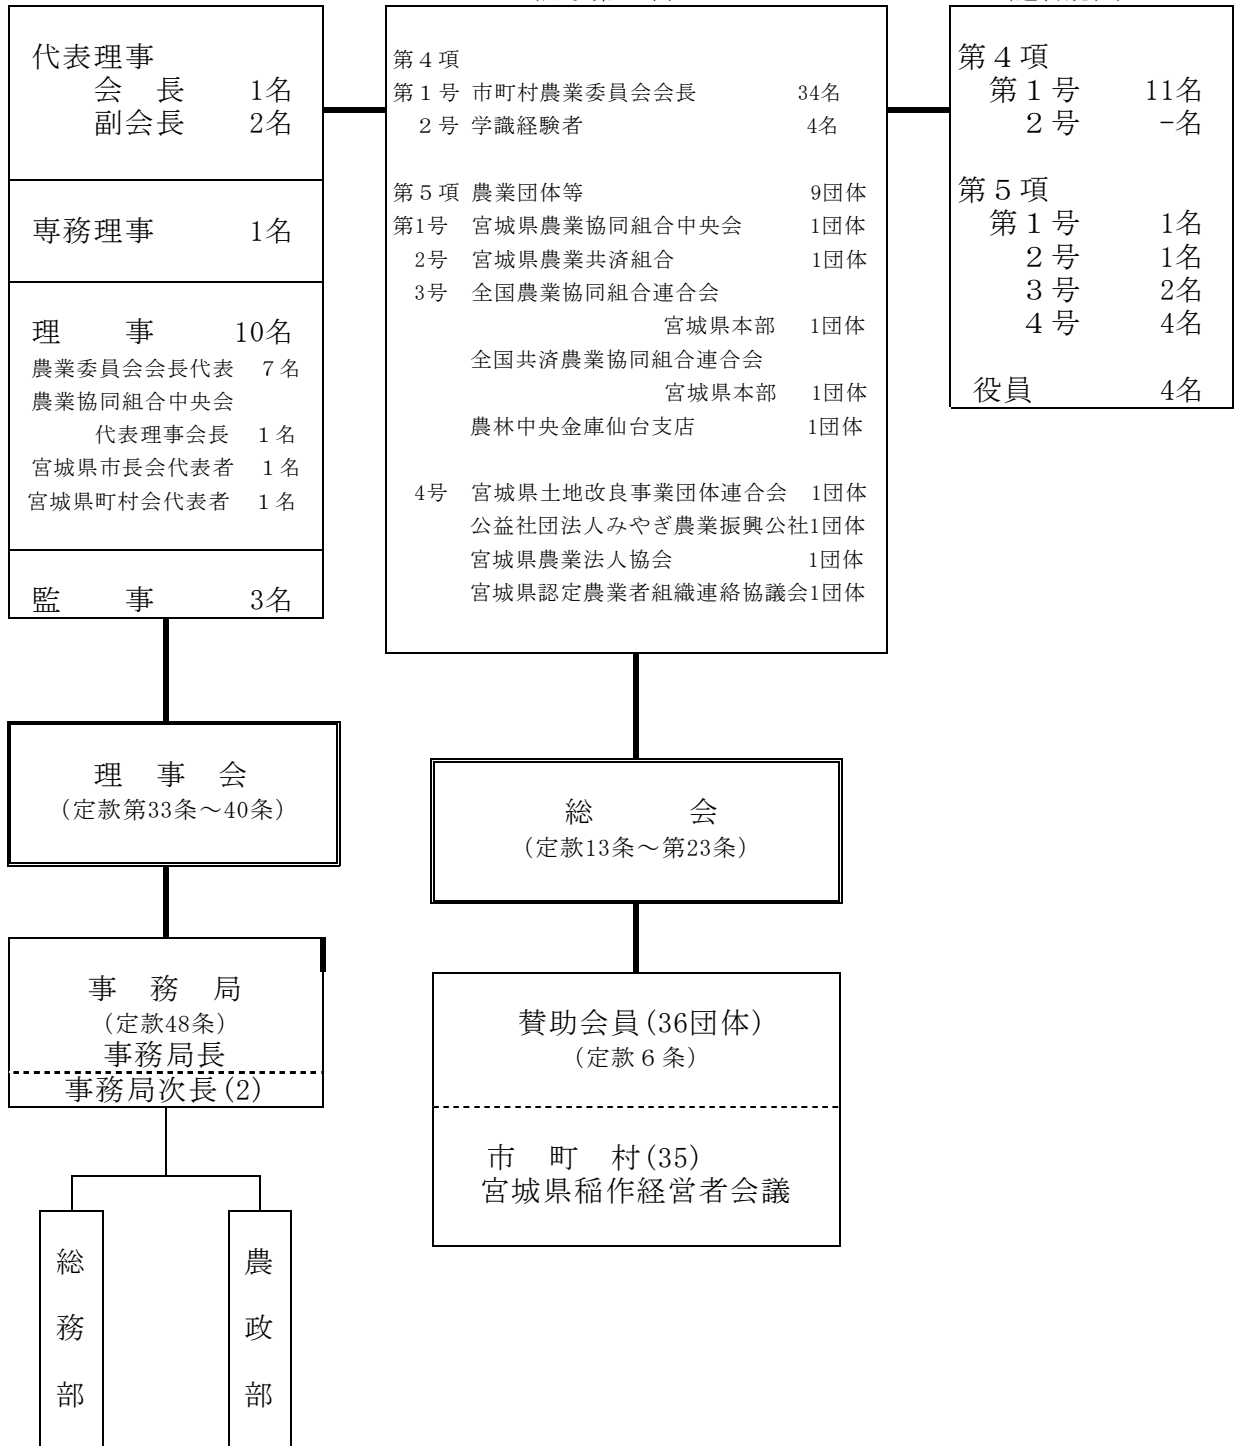 代表理事
会　長　1名
副会長　2名
専務理事　1名
理　　事　10名
農業委員会会長代表　７名
農業協同組合中央会
代表理事会長　１名
宮城県市長会代表者　１名
宮城県町村会代表者　１名
監　　事　3名
第４項
第１号 市町村農業委員会会長　34名
２号 学識経験者　4名
第５項 農業団体等　9団体
第1号　宮城県農業協同組合中央会　1団体
2号　宮城県農業共済組合　1団体
3号　全国農業協同組合連合会
宮城県本部　1団体
全国共済農業協同組合連合会
宮城県本部　1団体
農林中央金庫仙台支店　1団体
4号　宮城県土地改良事業団体連合会　1団体
公益社団法人みやぎ農業振興公社1団体
宮城県農業法人協会　1団体
宮城県認定農業者組織連絡協議会1団体
第４項
第１号　11名
２号　-名
第５項
第１号　1名
２号　1名
３号　2名
４号　4名
役員　4名
理　事　会
（定款第33条～40条）
総　　会
（定款13条～第23条）
事　務　局
（定款48条）
事務局長
事務局次長(2)
賛助会員(36団体)
（定款６条）
市　町　村(35)
宮城県稲作経営者会議
総務部
農政部